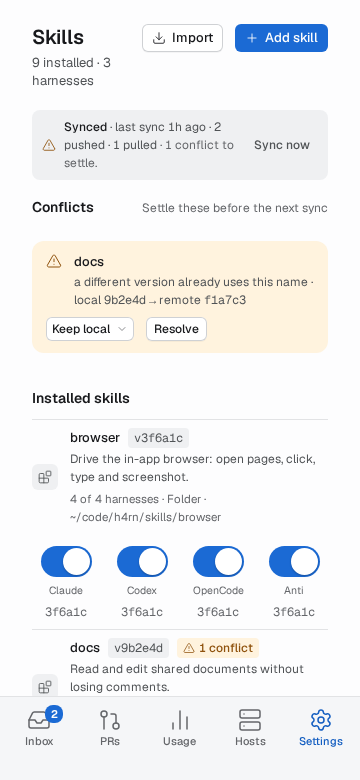 Skills
Import
Add skill
9 installed · 3
harnesses
Synced · last sync 1h ago · 2
pushed · 1 pulled · 1 conflict to
settle.
Sync now
Conflicts
Settle these before the next sync
docs
a different version already uses this name ·
local 9b2e4d → remote f1a7c3
Keep local
Resolve
Installed skills
browser v3f6a1c
Drive the in-app browser: open pages, click,
type and screenshot.
4 of 4 harnesses · Folder ·
~/code/h4rn/skills/browser
Claude Codex OpenCode Anti
3f6a1c 3f6a1c 3f6a1c 3f6a1c
docs v9b2e4d 1 conflict
Read and edit shared documents without
losing comments.
2
Inbox PRs Usage Hosts Settings